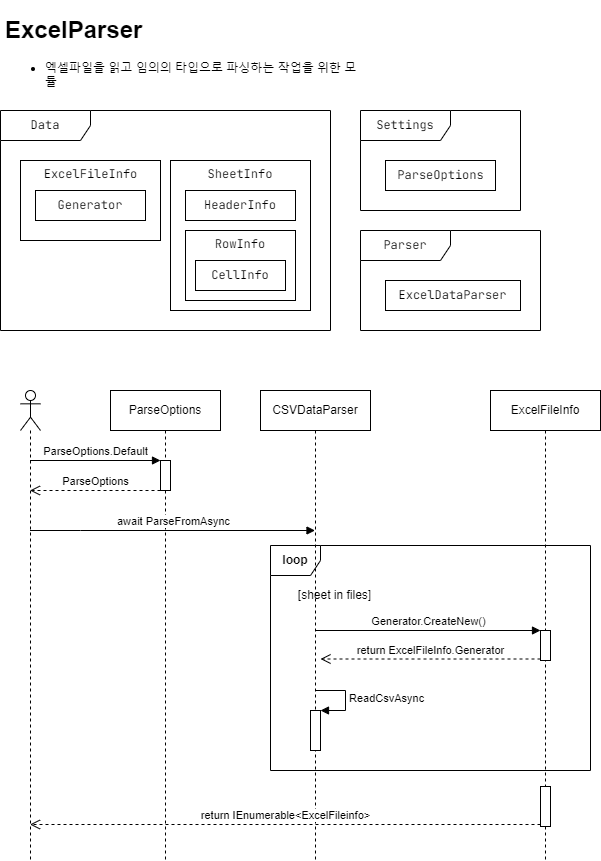 ExcelParser
• 엑셀파일을 읽고 임의의 타입으로 파싱하는 작업을 위한 모
듈
Data
ExcelFileInfo
Generator
SheetInfo
HeaderInfo
RowInfo
CellInfo
Settings
ParseOptions
Parser
ExcelDataParser
ParseOptions
CSVDataParser
ExcelFileInfo
ParseOptions.Default
ParseOptions
await ParseFromAsync
loop
[sheet in files]
Generator.CreateNew()
return ExcelFileInfo.Generator
ReadCsvAsync
return IEnumerable<ExcelFileinfo>